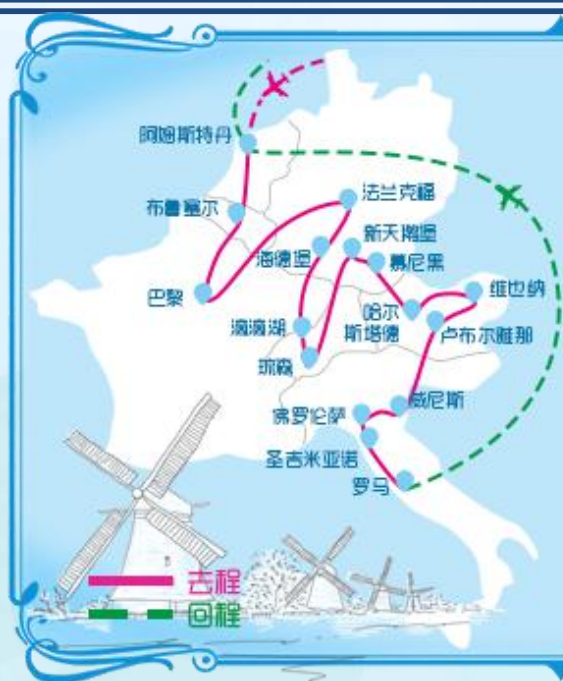 阿姆斯特丹
布鲁塞尔
法兰克福
新天鹅堡
海德堡
慕尼黑
巴黎
维也纳
哈尔
斯塔德
滴滴湖
卢布尔雅那
琉森
威尼斯
佛罗伦萨
圣吉米亚诺
罗马
去程
回程